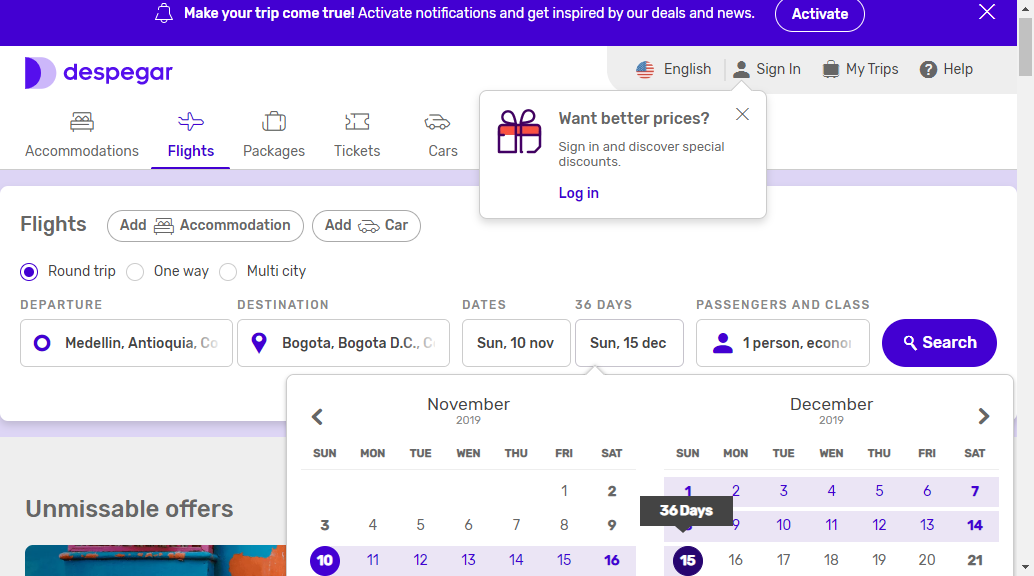 Make your trip come true! Activate notifications and get inspired by our deals and news.
Activate
despegar
English
Sign In
My Trips
Help
Accommodations
Flights
Packages
Tickets
Cars
Want better prices?
Sign in and discover special
discounts.
Log in
Flights
Add Accommodation
Add Car
Round trip
One way
Multi city
DEPARTURE
DESTINATION
DATES
36 DAYS
PASSENGERS AND CLASS
Medellin, Antioquia, Co
Bogota, Bogota D.C., C
Sun, 10 nov
Sun, 15 dec
1 person, econo
Search
November
2019
SUN MON TUE WEN THU FRI SAT
1 2
3 4 5 6 7 8 9
10 11 12 13 14 15 16
December
2019
SUN MON TUE WEN THU FRI SAT
1 2 3 4 5 6 7
36 Days
9 10 11 12 13 14
15 16 17 18 19 20 21
Unmissable offers